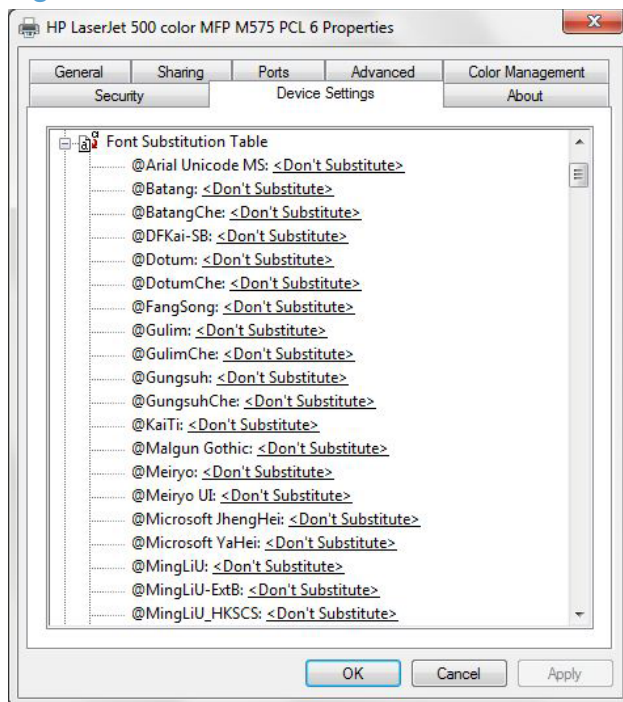 HP LaserJet 500 color MFP M575 PCL 6 Properties
General Sharing Ports Advanced Color Management
Security Device Settings About
Font Substitution Table
@Arial Unicode MS: <Don't Substitute>
@Batang: <Don't Substitute>
@BatangChe: <Don't Substitute>
@DFKai-SB: <Don't Substitute>
@Dotum: <Don't Substitute>
@DotumChe: <Don't Substitute>
@FangSong: <Don't Substitute>
@Gulim: <Don't Substitute>
@GulimChe: <Don't Substitute>
@Gungsuh: <Don't Substitute>
@GungsuhChe: <Don't Substitute>
@KaiTi: <Don't Substitute>
@Malgun Gothic: <Don't Substitute>
@Meiryo: <Don't Substitute>
@Meiryo UI: <Don't Substitute>
@Microsoft JhengHei: <Don't Substitute>
@Microsoft YaHei: <Don't Substitute>
@MingLiU: <Don't Substitute>
@MingLiU-ExtB: <Don't Substitute>
@MingLiU_HKSCS: <Don't Substitute>
OK Cancel Apply